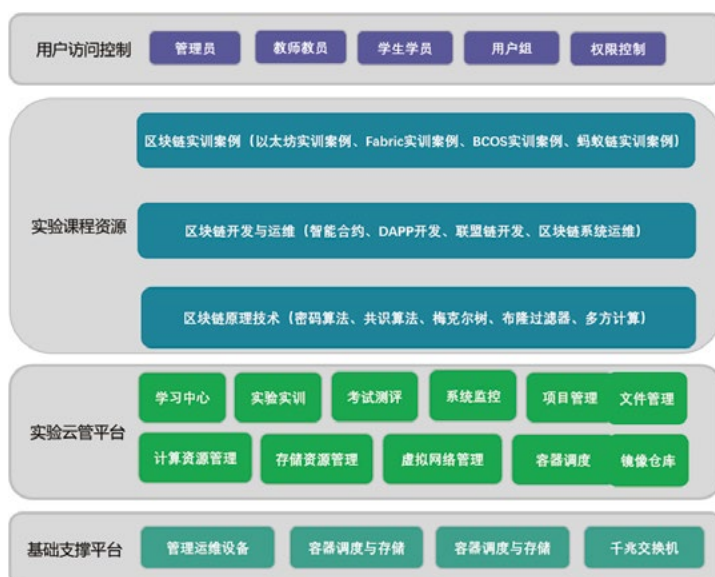 用户访问控制 管理员 教师教员 学生学员 用户组 权限控制
区块链实训案例（以太坊实训案例、Fabric实训案例、BCOS实训案例、蚂蚁链实训案例）
实验课程资源 区块链开发与运维（智能合约、DAPP开发、联盟链开发、区块链系统运维）
区块链原理技术（密码算法、共识算法、梅克尔树、布隆过滤器、多方计算）
实验云管平台
学习中心 实验实训 考试测评 系统监控 项目管理 文件管理
计算资源管理 存储资源管理 虚拟网络管理 容器调度 镜像仓库
基础支撑平台 管理运维设备 容器调度与存储 容器调度与存储 千兆交换机